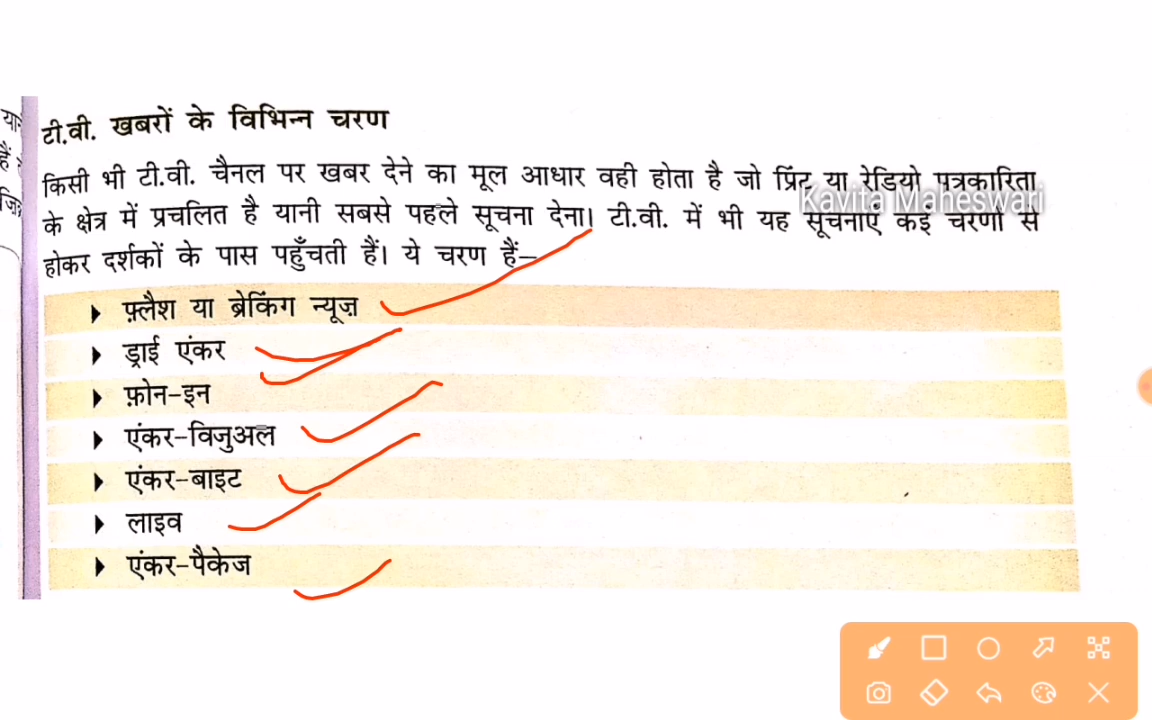 टी.वी. खबरों के विभिन्न चरण
किसी भी टी.वी. चैनल पर खबर देने का मूल आधार वही होता है जो प्रिंट या रेडियो पत्रकारिता
Kavita Maheswari
के क्षेत्र में प्रचलित है यानी सबसे पहले सूचना देना। टी.वी. में भी यह सूचनाएँ कई चरणों से
होकर दर्शकों के पास पहुँचती हैं। ये चरण हैं–
फ़्लैश या ब्रेकिंग न्यूज़
ड्राई एंकर
फ़ोन-इन
एंकर-विजुअल
एंकर-बाइट
लाइव
एंकर-पैकेज